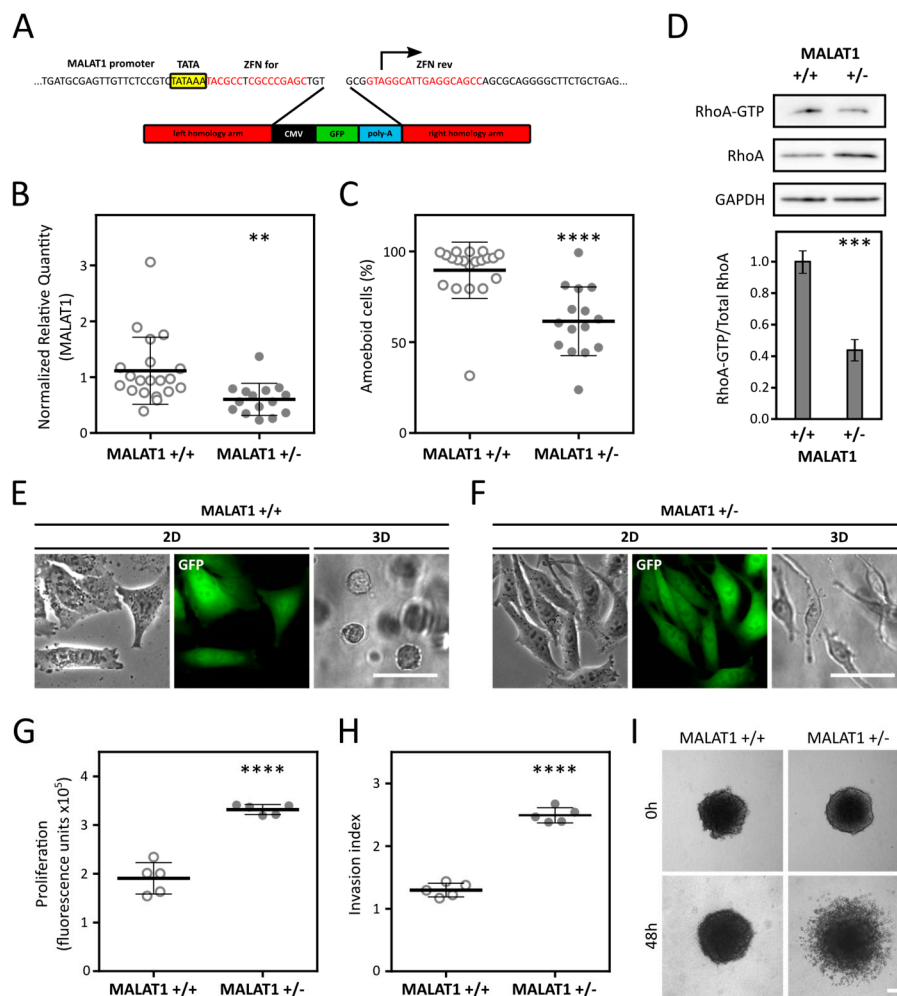 A
MALAT1 promoter TATA ZFN for ZFN rev
...TGATGCGAGTTGTTCTCCGTCTATAAATACGCCTCGCCCGAGCTGT GCGGTAGGCATTGAGGCAGCCAGCGCAGGGGCTTCTGCTGAG...
left homology arm CMV GFP poly-A right homology arm
B
Normalized Relative Quantity
(MALAT1)
3
2
1
0
**
MALAT1 +/+ MALAT1 +/-
C
Amoeboid cells (%)
100
50
0
****
MALAT1 +/+ MALAT1 +/-
D
MALAT1
+/+ +/-
RhoA-GTP
RhoA
GAPDH
RhoA-GTP/Total RhoA
1.0
0.8
0.6
0.4
0.2
0.0
***
+/+ +/-
MALAT1
E
MALAT1 +/+
2D 3D
GFP
F
MALAT1 +/-
2D 3D
GFP
G
Proliferation
(fluorescence units x10⁵)
4
3
2
1
0
****
MALAT1 +/+ MALAT1 +/-
H
Invasion index
3
2
1
0
****
MALAT1 +/+ MALAT1 +/-
I
MALAT1 +/+ MALAT1 +/-
0h
48h